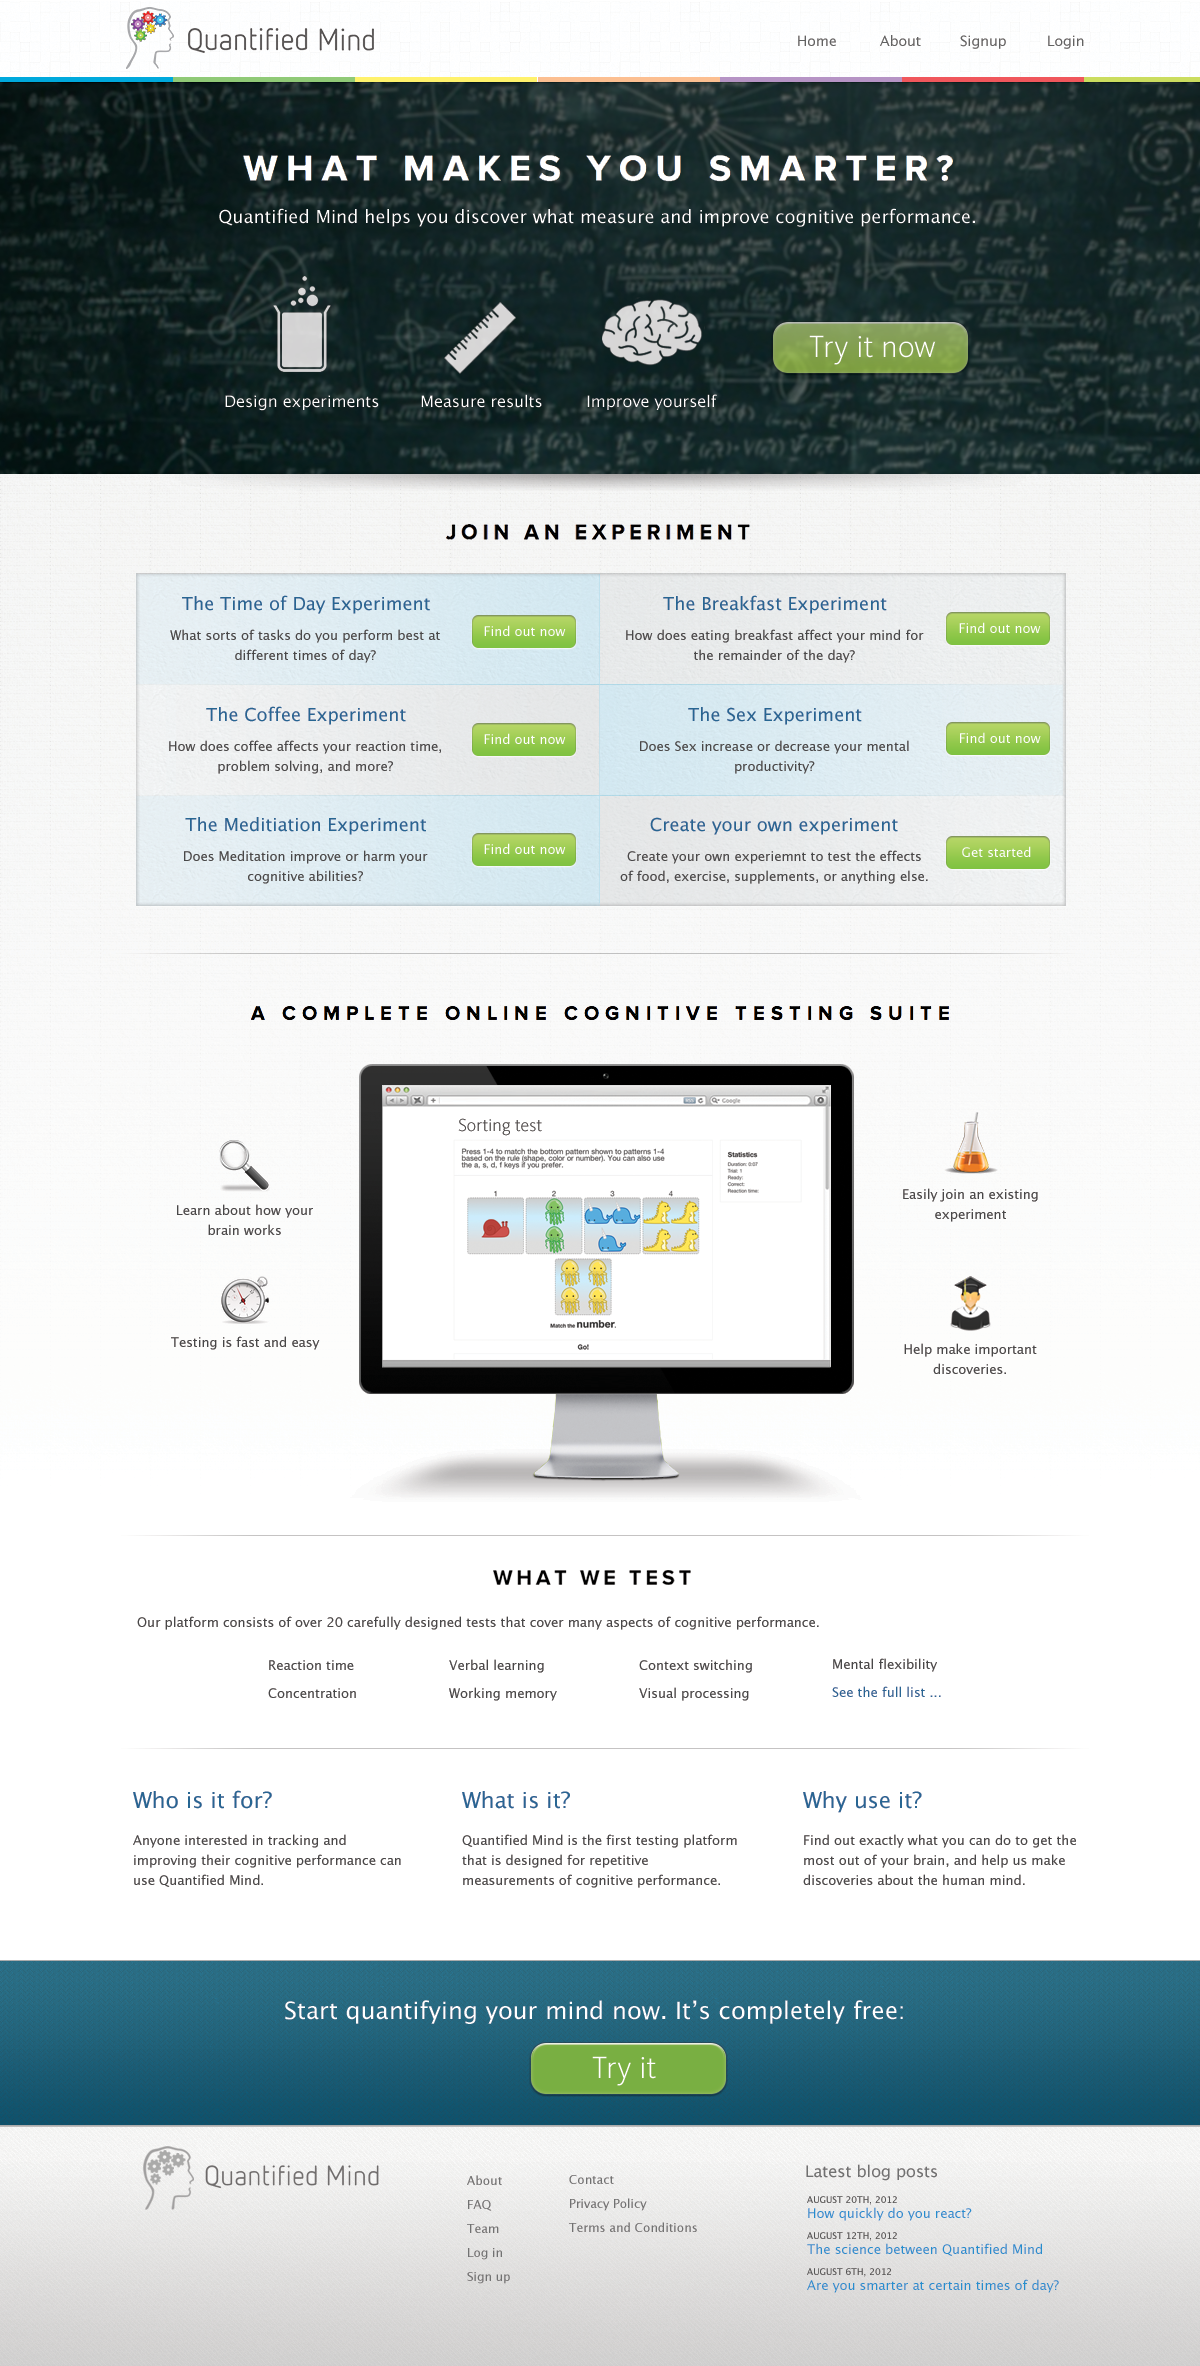 Quantified Mind
Home About Signup Login
WHAT MAKES YOU SMARTER?
Quantified Mind helps you discover what measure and improve cognitive performance.
Try it now
Design experiments Measure results Improve yourself
JOIN AN EXPERIMENT
The Time of Day Experiment
What sorts of tasks do you perform best at
different times of day?
Find out now
The Breakfast Experiment
How does eating breakfast affect your mind for
the remainder of the day?
Find out now
The Coffee Experiment
How does coffee affects your reaction time,
problem solving, and more?
Find out now
The Sex Experiment
Does Sex increase or decrease your mental
productivity?
Find out now
The Meditiation Experiment
Does Meditation improve or harm your
cognitive abilities?
Find out now
Create your own experiment
Create your own experiemnt to test the effects
of food, exercise, supplements, or anything else.
Get started
A COMPLETE ONLINE COGNITIVE TESTING SUITE
Learn about how your
brain works
Testing is fast and easy
Google
Sorting test
Press 1-4 to match the bottom pattern shown to patterns 1-4
based on the rule (shape, color or number). You can also use
the a, s, d, f keys if you prefer.
1 2 3 4
Match the number.
Go!
Statistics
Duration: 0:07
Trial: 1
Ready:
Correct:
Reaction time:
Easily join an existing
experiment
Help make important
discoveries.
WHAT WE TEST
Our platform consists of over 20 carefully designed tests that cover many aspects of cognitive performance.
Reaction time Verbal learning Context switching Mental flexibility
Concentration Working memory Visual processing See the full list ...
Who is it for?
Anyone interested in tracking and
improving their cognitive performance can
use Quantified Mind.
What is it?
Quantified Mind is the first testing platform
that is designed for repetitive
measurements of cognitive performance.
Why use it?
Find out exactly what you can do to get the
most out of your brain, and help us make
discoveries about the human mind.
Start quantifying your mind now. It’s completely free:
Try it
Quantified Mind
About
FAQ
Team
Log in
Sign up
Contact
Privacy Policy
Terms and Conditions
Latest blog posts
AUGUST 20TH, 2012
How quickly do you react?
AUGUST 12TH, 2012
The science between Quantified Mind
AUGUST 6TH, 2012
Are you smarter at certain times of day?